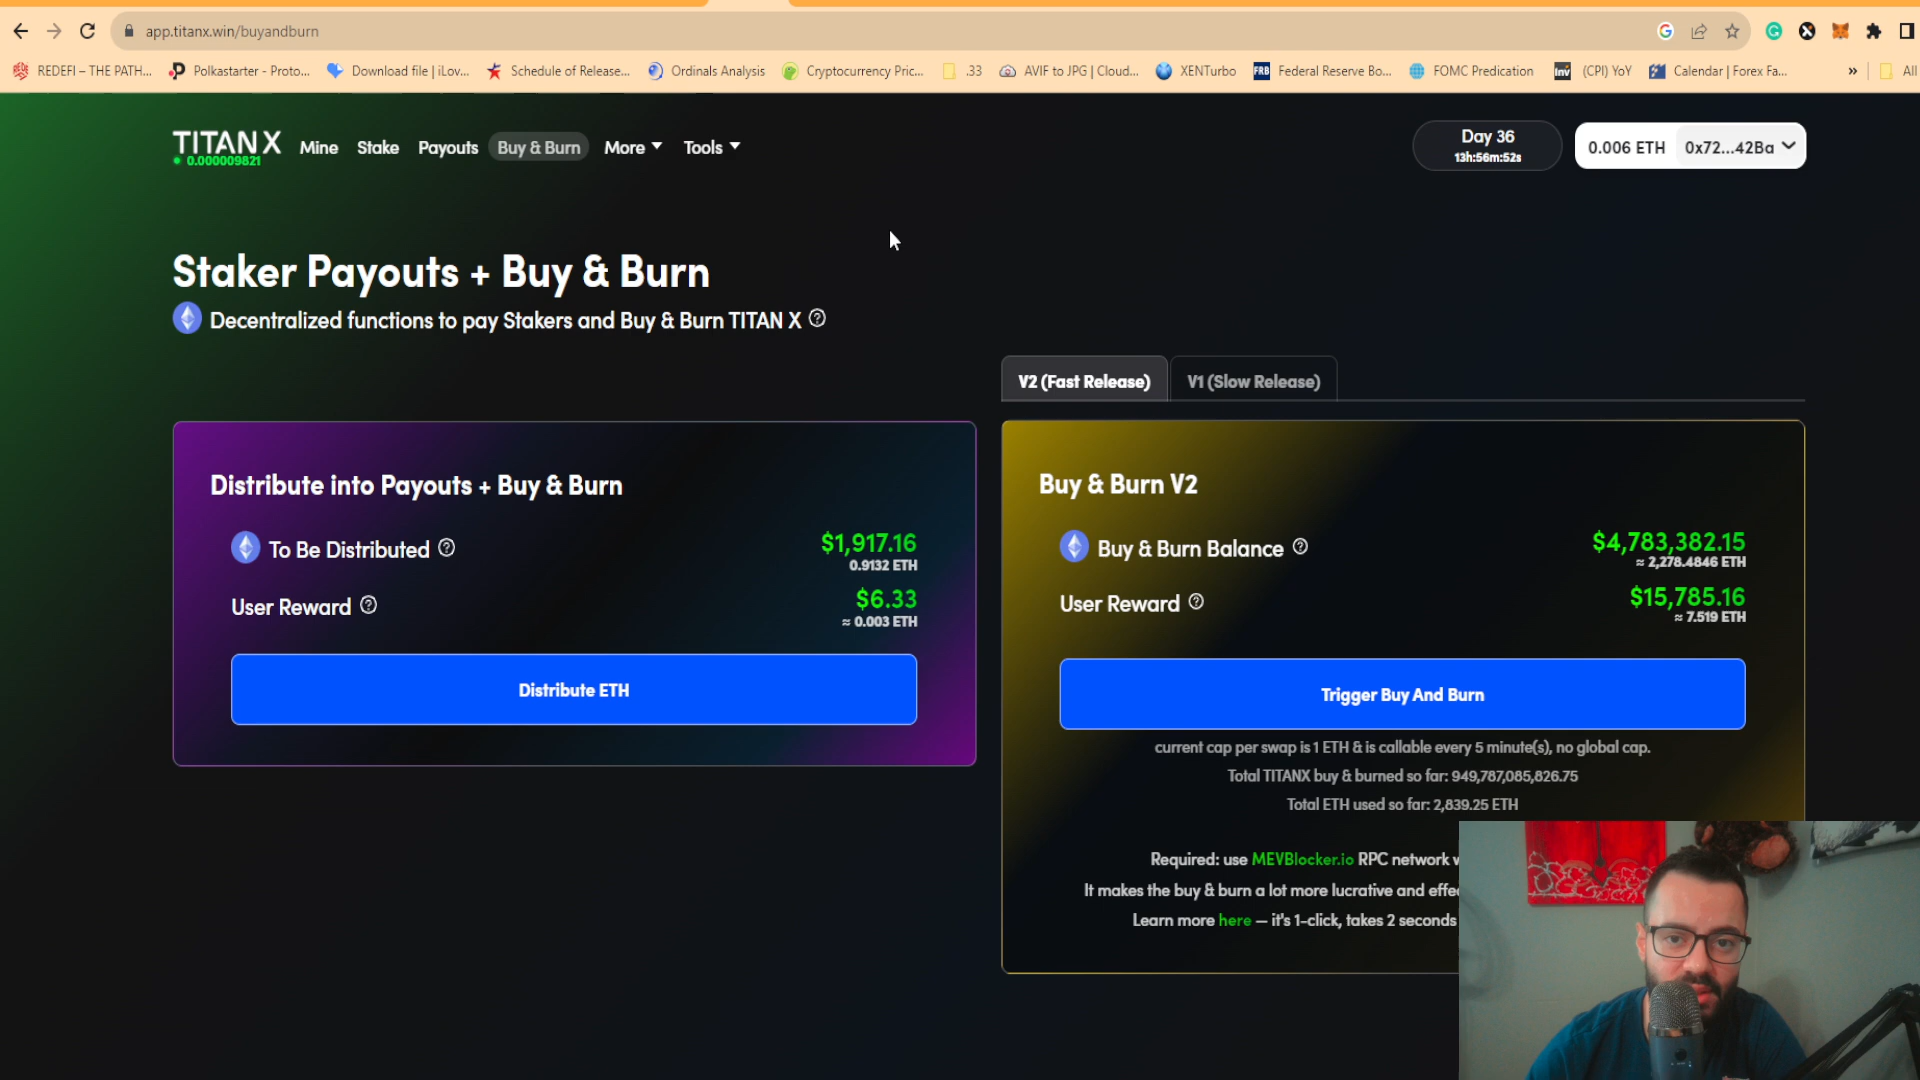 app.titanx.win/buyandburn
REDEFI – THE PATH...
Polkastarter - Proto...
Download file | iLov...
Schedule of Release...
Ordinals Analysis
Cryptocurrency Pric...
.33
AVIF to JPG | Cloud...
XENTurbo
FRB
Federal Reserve Bo...
FOMC Predication
Inv
(CPI) YoY
Calendar | Forex Fa...
»
All
TITAN X
0.000009821
Mine
Stake
Payouts
Buy & Burn
More
Tools
Day 36
13h:56m:52s
0.006 ETH
0x72...42Ba
Staker Payouts + Buy & Burn
Decentralized functions to pay Stakers and Buy & Burn TITAN X
V2 (Fast Release)
V1 (Slow Release)
Distribute into Payouts + Buy & Burn
To Be Distributed
$1,917.16
0.9132 ETH
User Reward
$6.33
≈ 0.003 ETH
Distribute ETH
Buy & Burn V2
Buy & Burn Balance
$4,783,382.15
≈ 2,278.4846 ETH
User Reward
$15,785.16
≈ 7.519 ETH
Trigger Buy And Burn
current cap per swap is 1 ETH & is callable every 5 minute(s), no global cap.
Total TITANX buy & burned so far: 949,787,085,826.75
Total ETH used so far: 2,839.25 ETH
Required: use MEVBlocker.io RPC network
It makes the buy & burn a lot more lucrative and
Learn more here — it's 1-click, takes 2 seconds